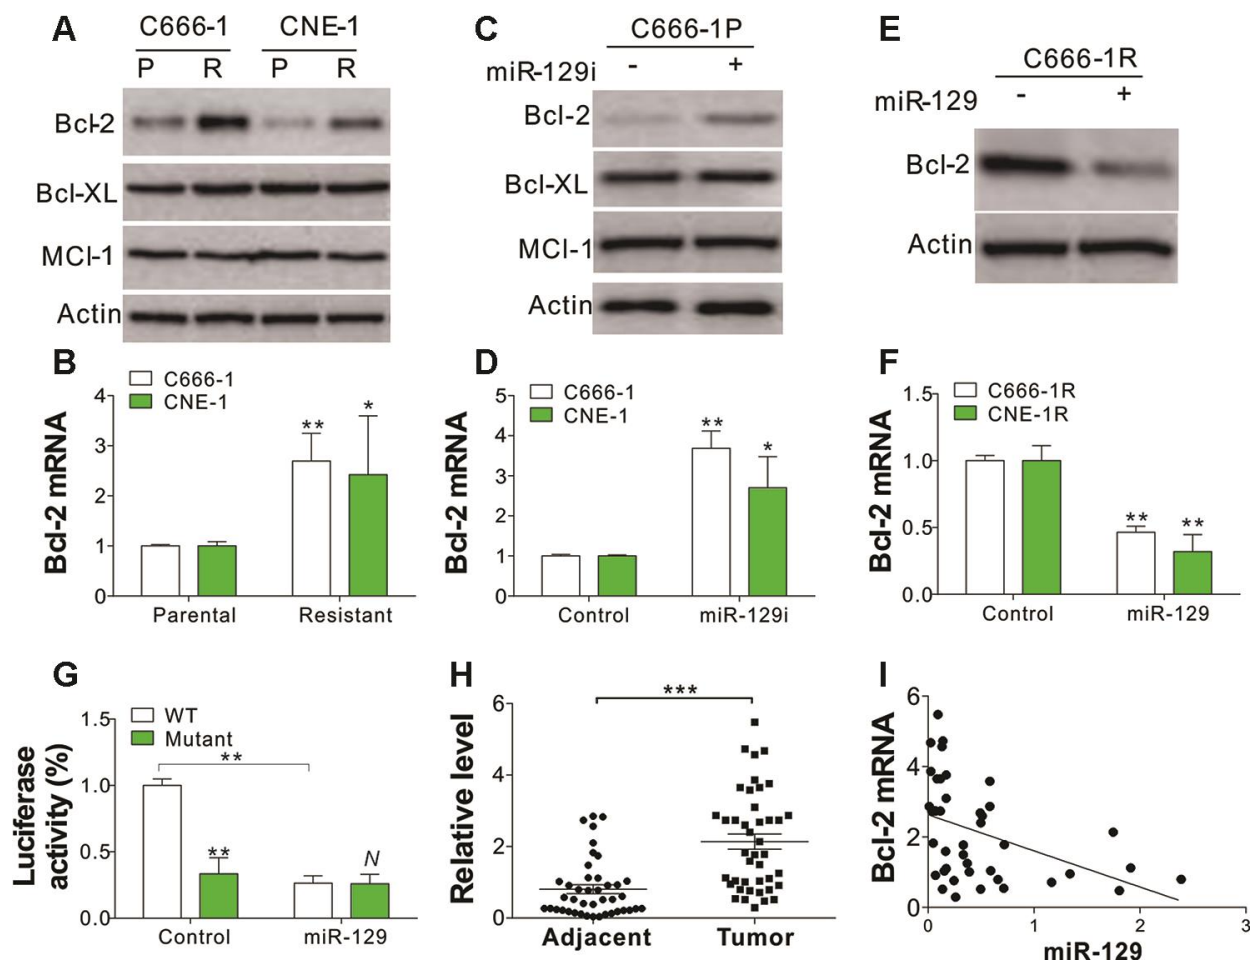 A
C666-1 CNE-1
P R P R
Bcl-2
Bcl-XL
MCl-1
Actin
C
C666-1P
miR-129i - +
Bcl-2
Bcl-XL
MCl-1
Actin
E
C666-1R
miR-129 - +
Bcl-2
Actin
B
C666-1
CNE-1
Bcl-2 mRNA
4
3
2
1
0
** *
Parental Resistant
D
C666-1
CNE-1
Bcl-2 mRNA
5
4
3
2
1
0
** *
Control miR-129i
F
C666-1R
CNE-1R
Bcl-2 mRNA
1.5
1.0
0.5
0.0
** **
Control miR-129
G
WT
Mutant
Luciferase
activity (%)
1.5
1.0
0.5
0.0
**
** N
Control miR-129
H
Relative level
6
4
2
0
***
Adjacent Tumor
I
Bcl-2 mRNA
6
4
2
0
0 1 2 3
miR-129